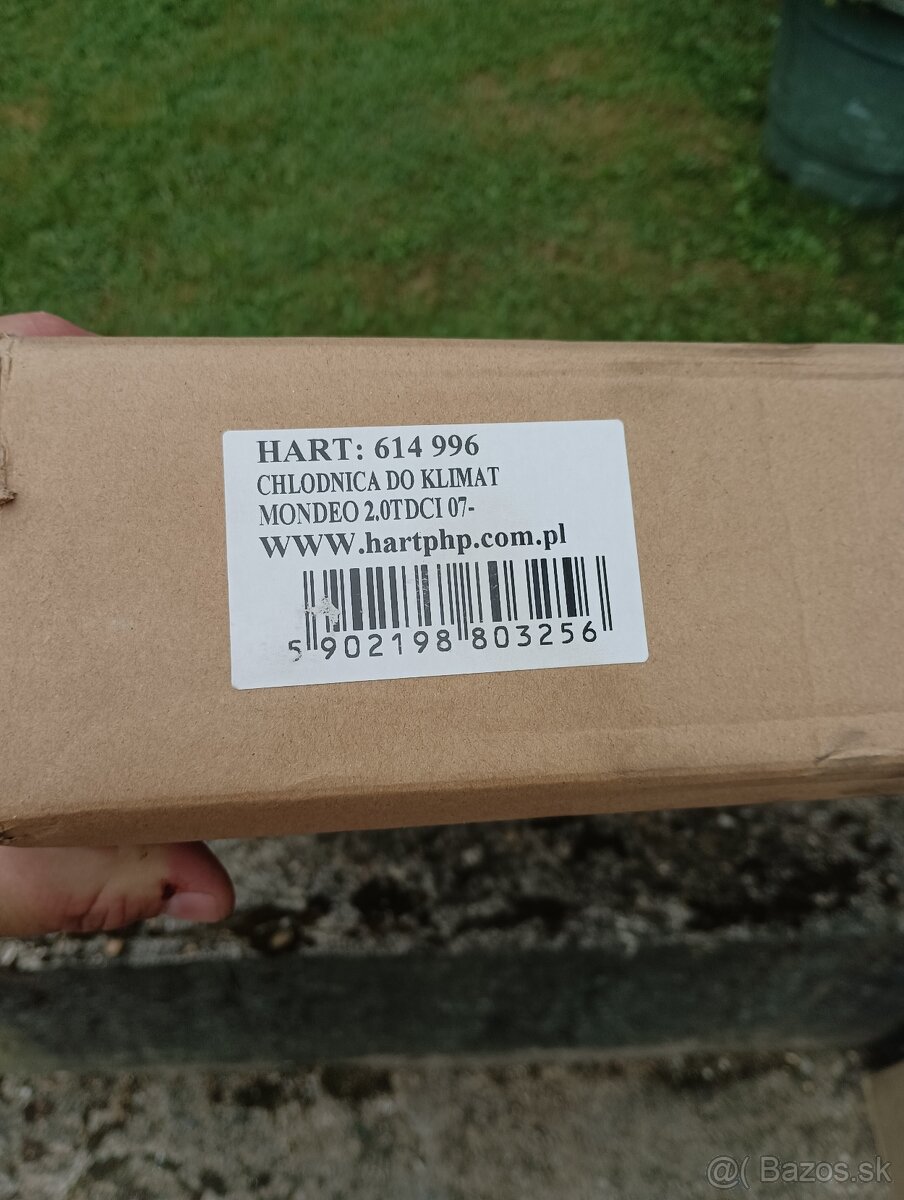 HART: 614 996
CHLODNICA DO KLIMAT
MONDEO 2.0TDCI 07-
WWW.hartphp.com.pl
5 902198 803256
@( Bazos.sk